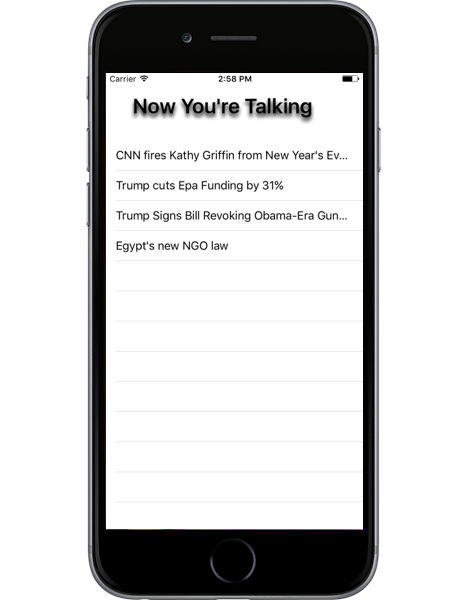 Carrier 2:58 PM
Now You're Talking
CNN fires Kathy Griffin from New Year's Ev...
Trump cuts Epa Funding by 31%
Trump Signs Bill Revoking Obama-Era Gun...
Egypt's new NGO law